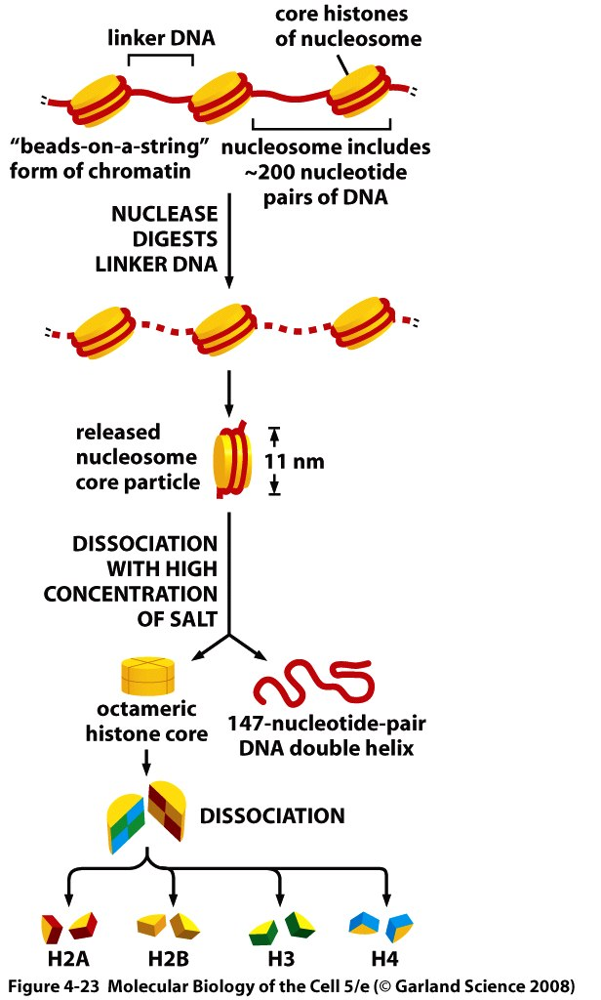 linker DNA
core histones
of nucleosome
“beads-on-a-string”
form of chromatin
nucleosome includes
~200 nucleotide
pairs of DNA
NUCLEASE
DIGESTS
LINKER DNA
released
nucleosome
core particle
11 nm
DISSOCIATION
WITH HIGH
CONCENTRATION
OF SALT
octameric
histone core
147-nucleotide-pair
DNA double helix
DISSOCIATION
H2A
H2B
H3
H4
Figure 4-23 Molecular Biology of the Cell 5/e (© Garland Science 2008)